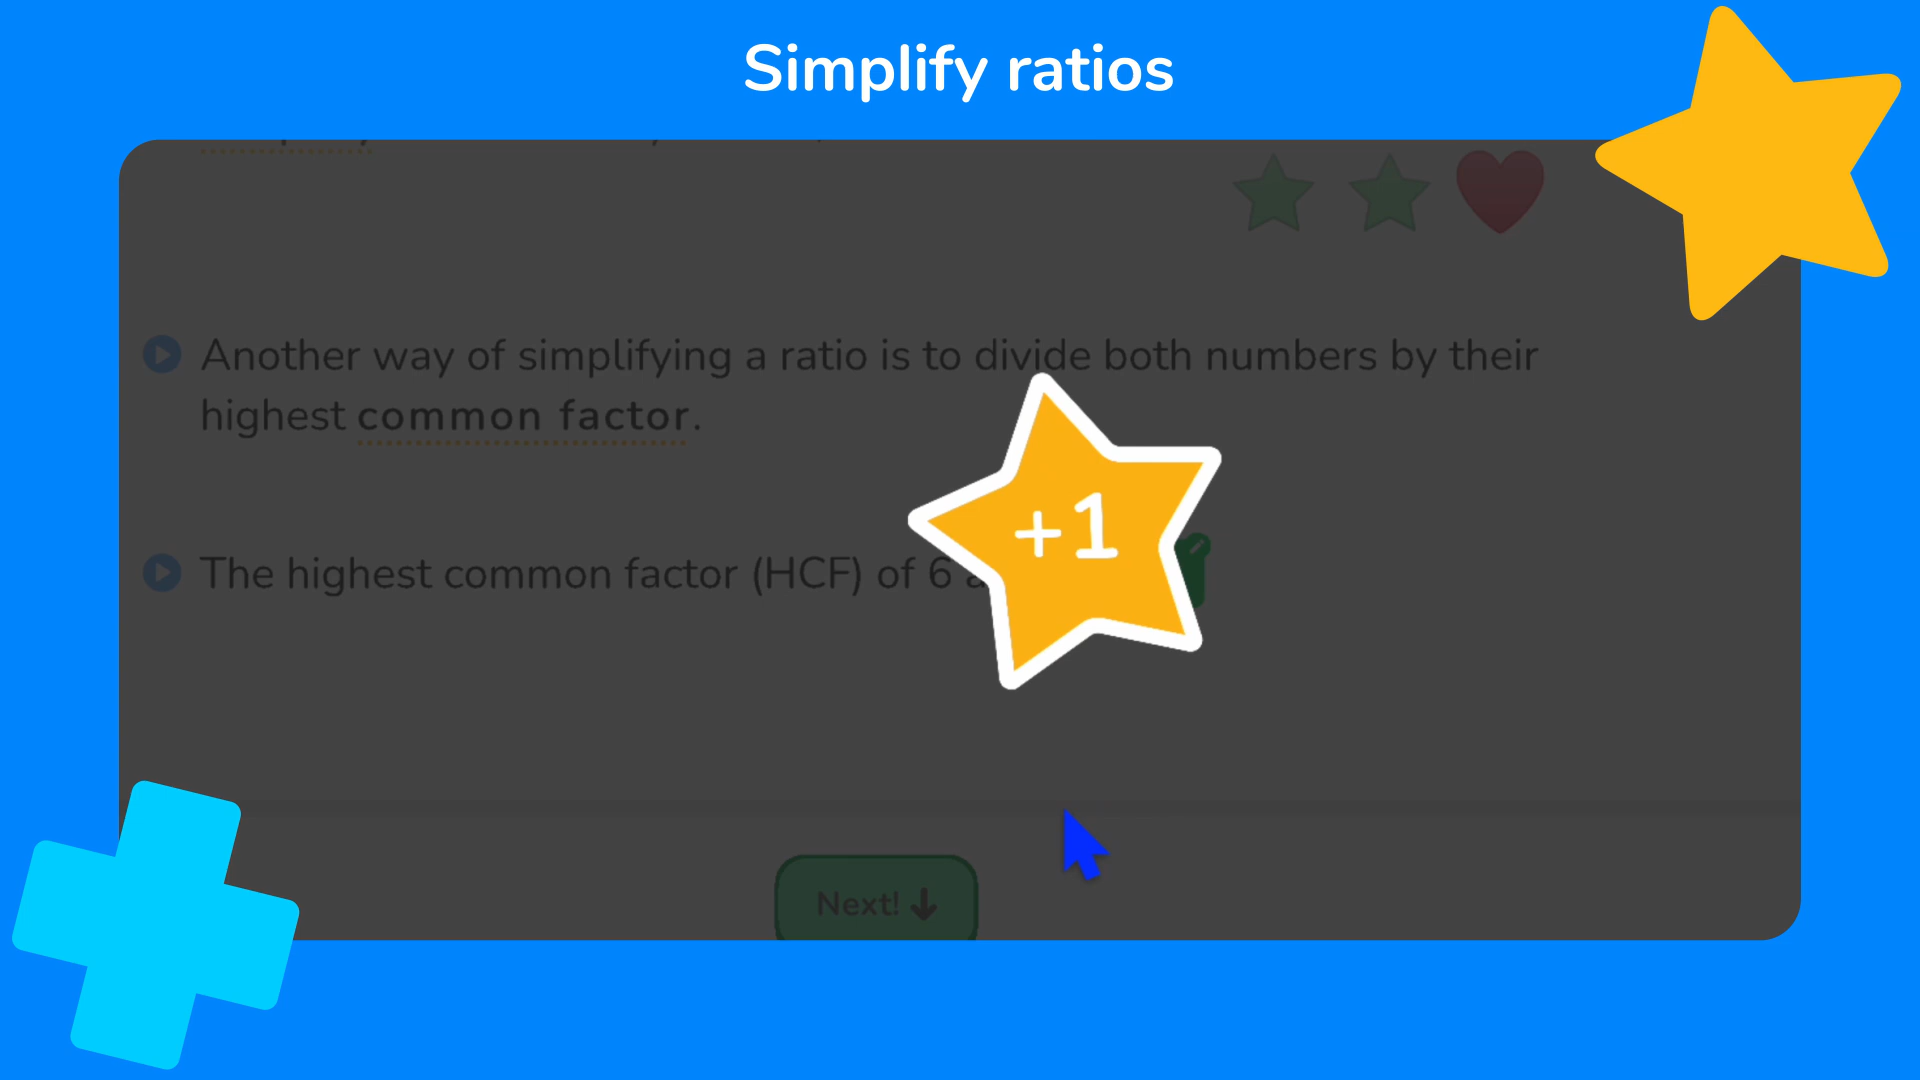 Simplify ratios
Another way of simplifying a ratio is to divide both numbers by their
highest common factor.
The highest common factor (HCF) of 6
+1
Next!